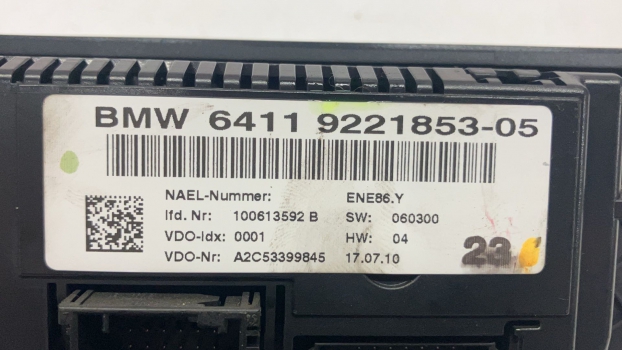 BMW 6411 9221853-05
NAEL-Nummer: ENE86.Y
lfd. Nr: 100613592 B SW: 060300
VDO-Idx: 0001 HW: 04
VDO-Nr: A2C53399845 17.07.10
23